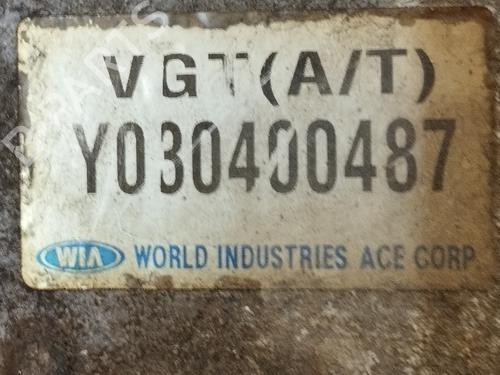 VGT(A/T)
Y030400487
WIA WORLD INDUSTRIES ACE CORP